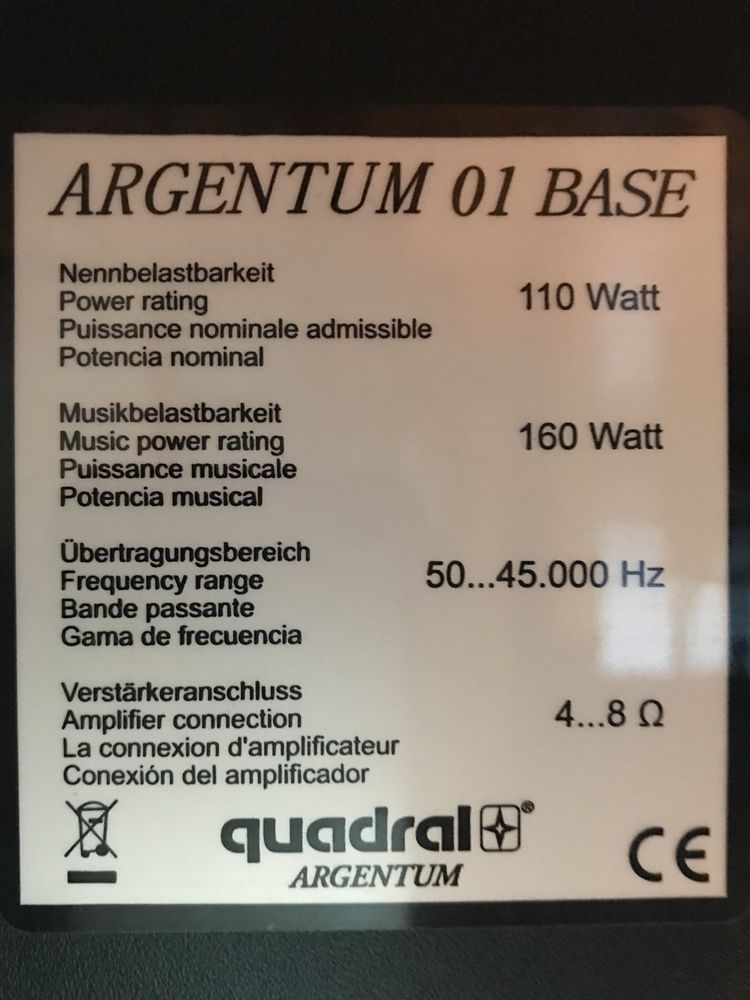 ARGENTUM 01 BASE
Nennbelastbarkeit
Power rating
110 Watt
Puissance nominale admissible
Potencia nominal
Musikbelastbarkeit
Music power rating
160 Watt
Puissance musicale
Potencia musical
Übertragungsbereich
Frequency range
50...45.000 Hz
Bande passante
Gama de frecuencia
Verstärkeranschluss
Amplifier connection
4...8 Ω
La connexion d'amplificateur
Conexión del amplificador
quadral®
ARGENTUM
CE